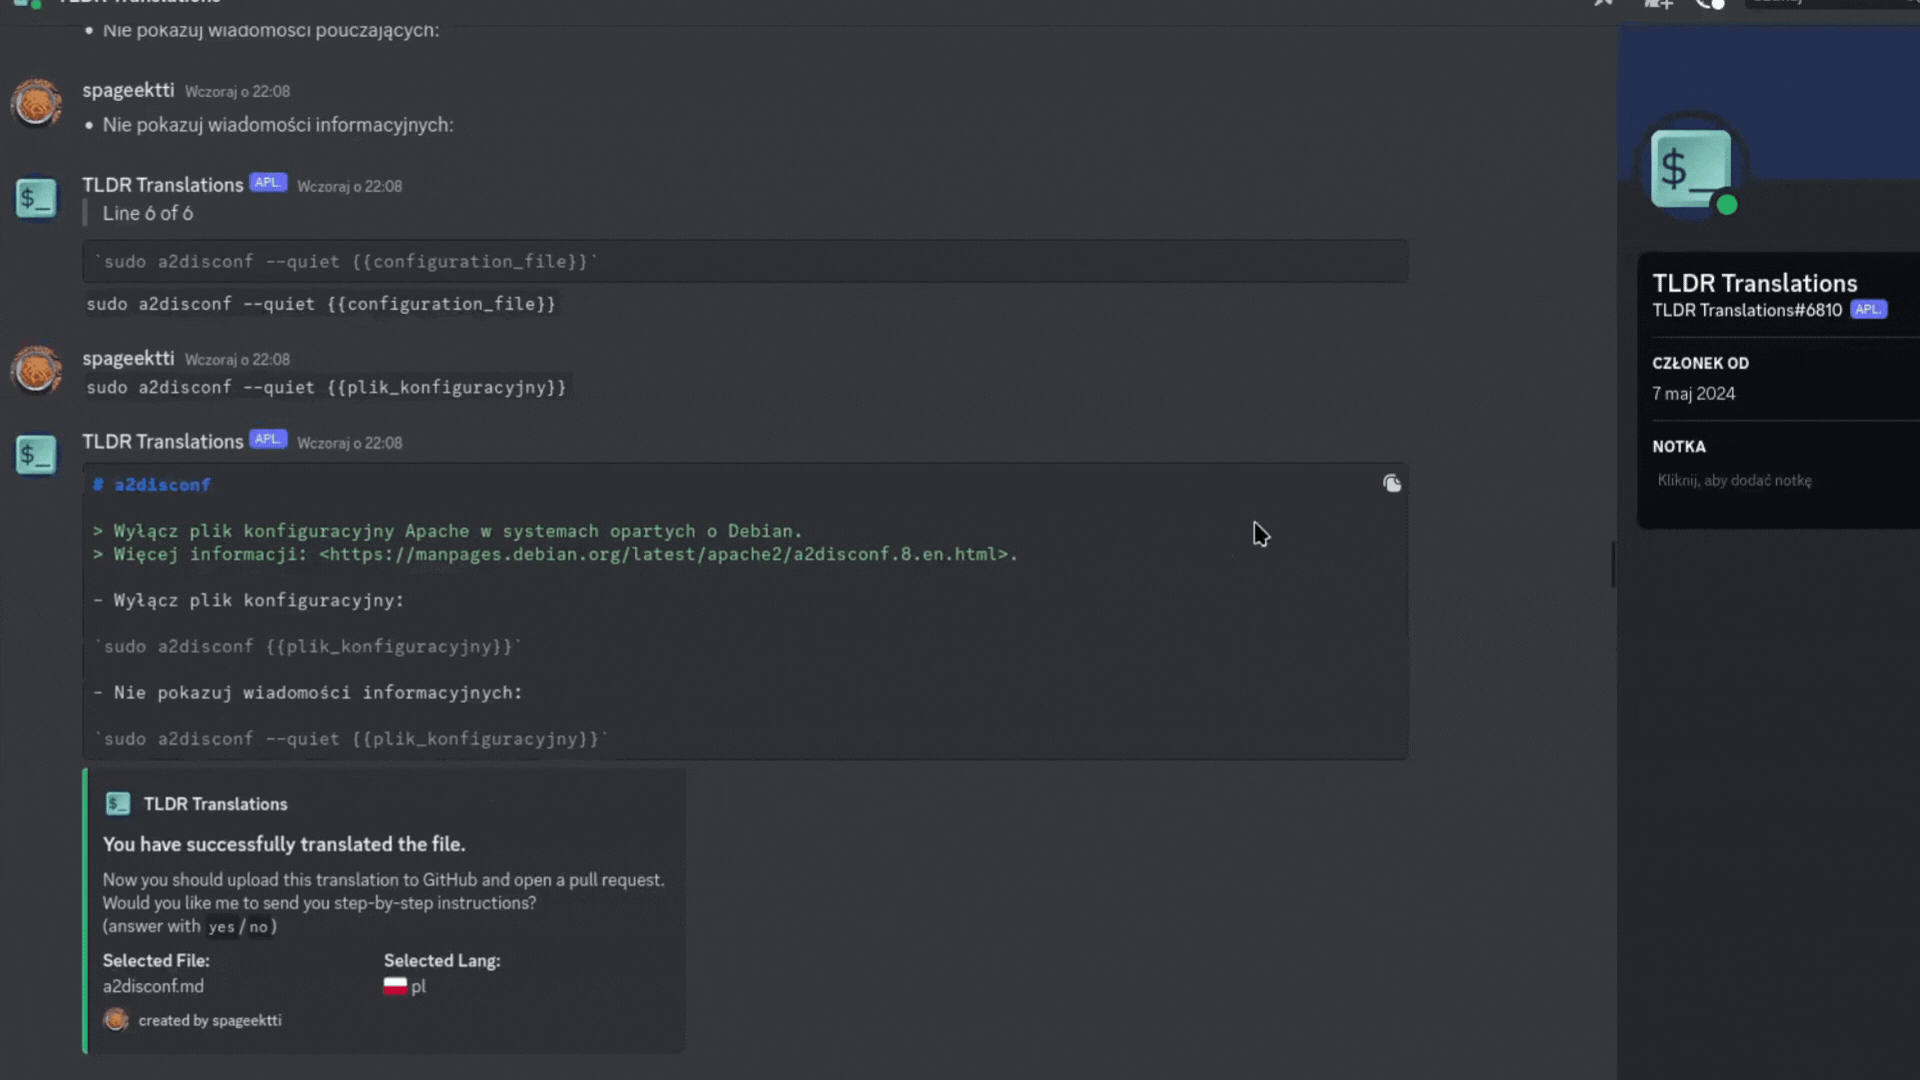 TLDR Translations
• Nie pokazuj wiadomości pouczających:
spageektti Wczoraj o 22:08
• Nie pokazuj wiadomości informacyjnych:
TLDR Translations APL. Wczoraj o 22:08
Line 6 of 6
`sudo a2disconf --quiet {{configuration_file}}`
sudo a2disconf --quiet {{configuration_file}}
spageektti Wczoraj o 22:08
sudo a2disconf --quiet {{plik_konfiguracyjny}}
TLDR Translations APL. Wczoraj o 22:08
# a2disconf
> Wyłącz plik konfiguracyjny Apache w systemach opartych o Debian.
> Więcej informacji: <https://manpages.debian.org/latest/apache2/a2disconf.8.en.html>.
- Wyłącz plik konfiguracyjny:
`sudo a2disconf {{plik_konfiguracyjny}}`
- Nie pokazuj wiadomości informacyjnych:
`sudo a2disconf --quiet {{plik_konfiguracyjny}}`
$_ TLDR Translations
You have successfully translated the file.
Now you should upload this translation to GitHub and open a pull request.
Would you like me to send you step-by-step instructions?
(answer with yes/no)
Selected File: Selected Lang:
a2disconf.md pl
created by spageektti
$_
TLDR Translations
TLDR Translations#6810 APL.
CZŁONEK OD
7 maj 2024
NOTKA
Kliknij, aby dodać notkę